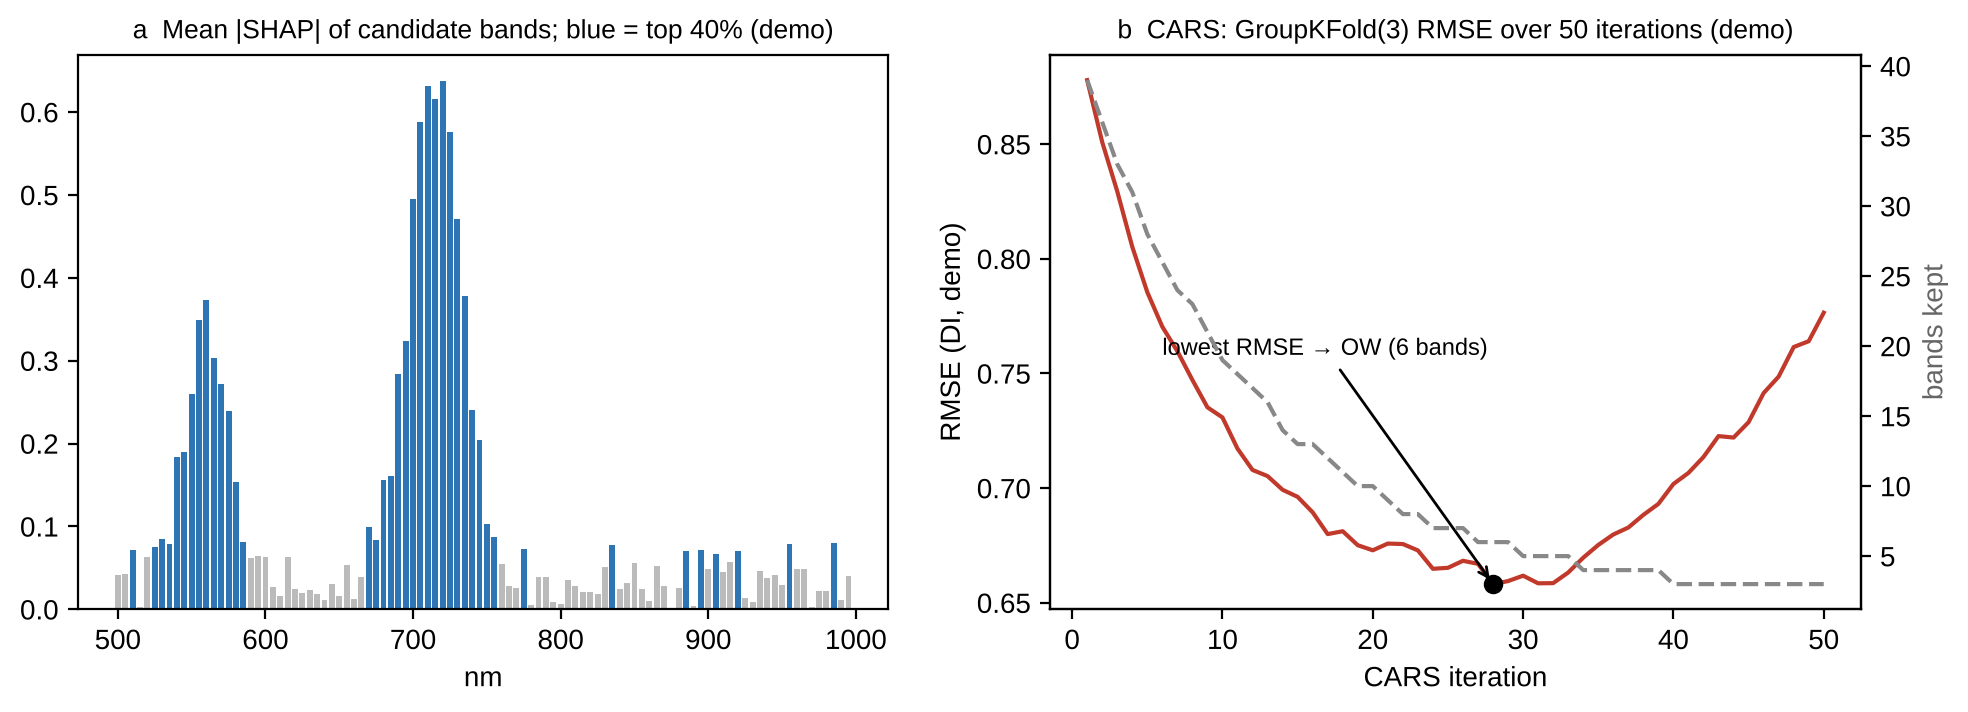 a  Mean |SHAP| of candidate bands; blue = top 40% (demo)
0.6
0.5
0.4
0.3
0.2
0.1
0.0
500 600 700 800 900 1000
nm
b  CARS: GroupKFold(3) RMSE over 50 iterations (demo)
RMSE (DI, demo)
0.85
0.80
0.75
0.70
0.65
lowest RMSE → OW (6 bands)
40
35
30
25
20
15
10
5
bands kept
0 10 20 30 40 50
CARS iteration